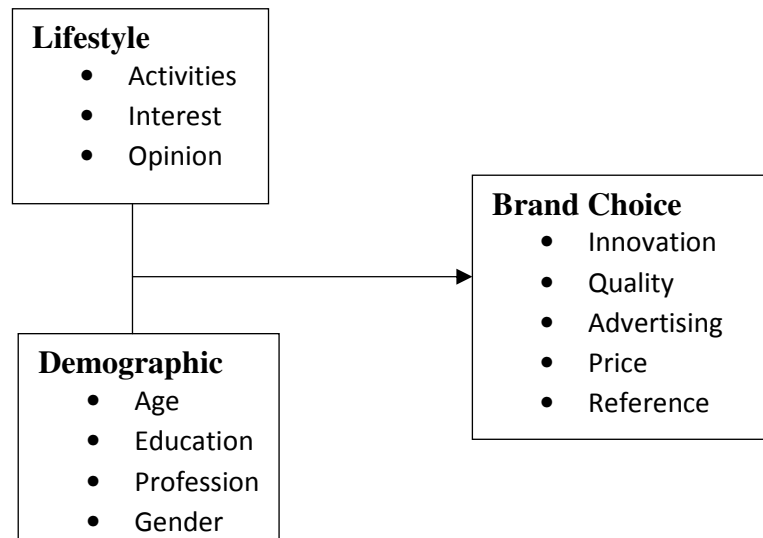 Lifestyle
• Activities
• Interest
• Opinion
Brand Choice
• Innovation
• Quality
• Advertising
• Price
• Reference
Demographic
• Age
• Education
• Profession
• Gender